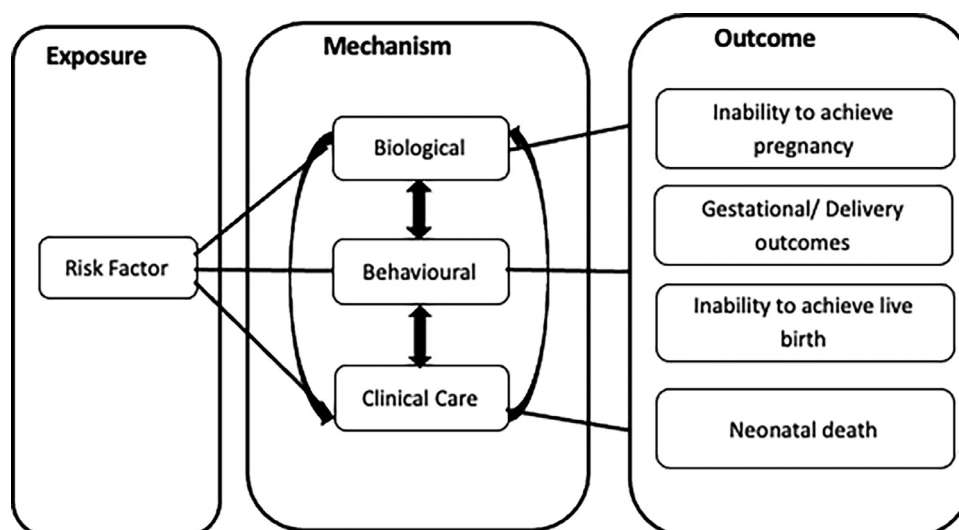 Exposure
Mechanism
Outcome
Risk Factor
Biological
Behavioural
Clinical Care
Inability to achieve
pregnancy
Gestational/ Delivery
outcomes
Inability to achieve live
birth
Neonatal death